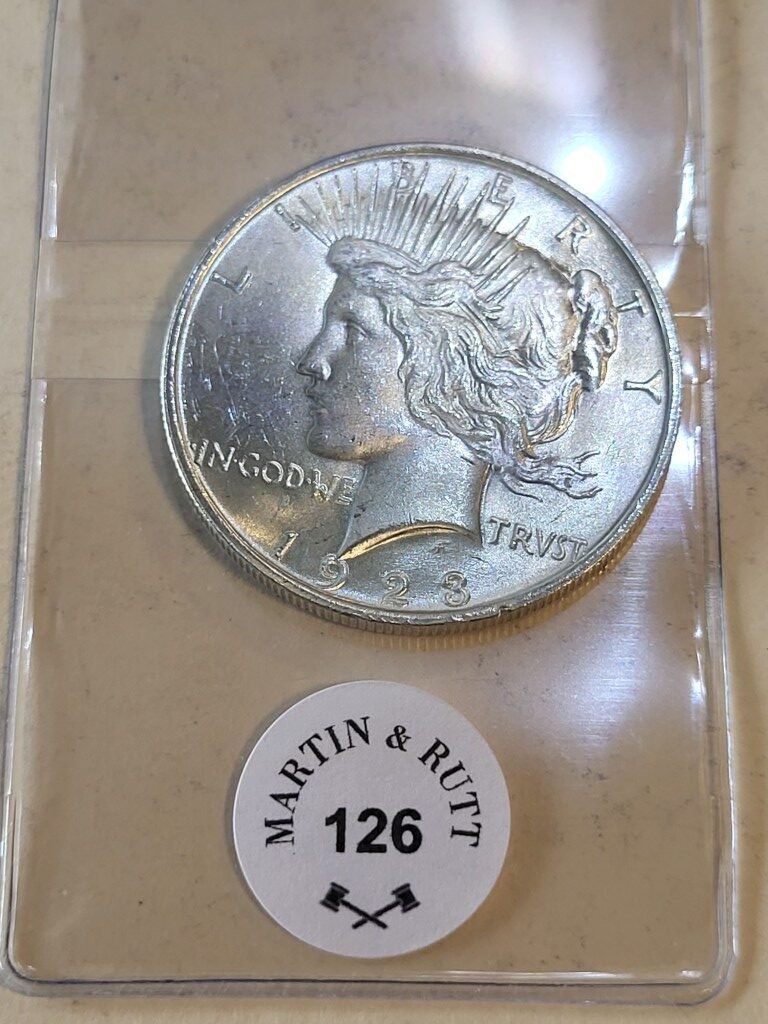 LIBERTY
IN·GOD·WE TRVST
1923
MARTIN & RUTT
126